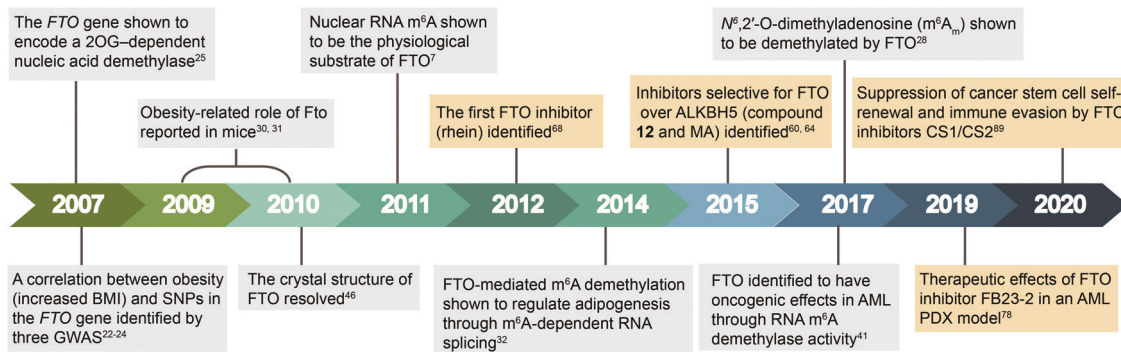 The FTO gene shown to
encode a 2OG–dependent
nucleic acid demethylase²⁵
Nuclear RNA m⁶A shown
to be the physiological
substrate of FTO⁷
N⁶,2′-O-dimethyladenosine (m⁶Aₘ) shown
to be demethylated by FTO²⁸
Obesity-related role of Fto
reported in mice³⁰, ³¹
The first FTO inhibitor
(rhein) identified⁶⁸
Inhibitors selective for FTO
over ALKBH5 (compound
12 and MA) identified⁶⁰, ⁶⁴
Suppression of cancer stem cell self-
renewal and immune evasion by FTO
inhibitors CS1/CS2⁸⁹
2007 2009 2010 2011 2012 2014 2015 2017 2019 2020
A correlation between obesity
(increased BMI) and SNPs in
the FTO gene identified by
three GWAS²²⁻²⁴
The crystal structure of
FTO resolved⁴⁶
FTO-mediated m⁶A demethylation
shown to regulate adipogenesis
through m⁶A-dependent RNA
splicing³²
FTO identified to have
oncogenic effects in AML
through RNA m⁶A
demethylase activity⁴¹
Therapeutic effects of FTO
inhibitor FB23-2 in an AML
PDX model⁷⁸